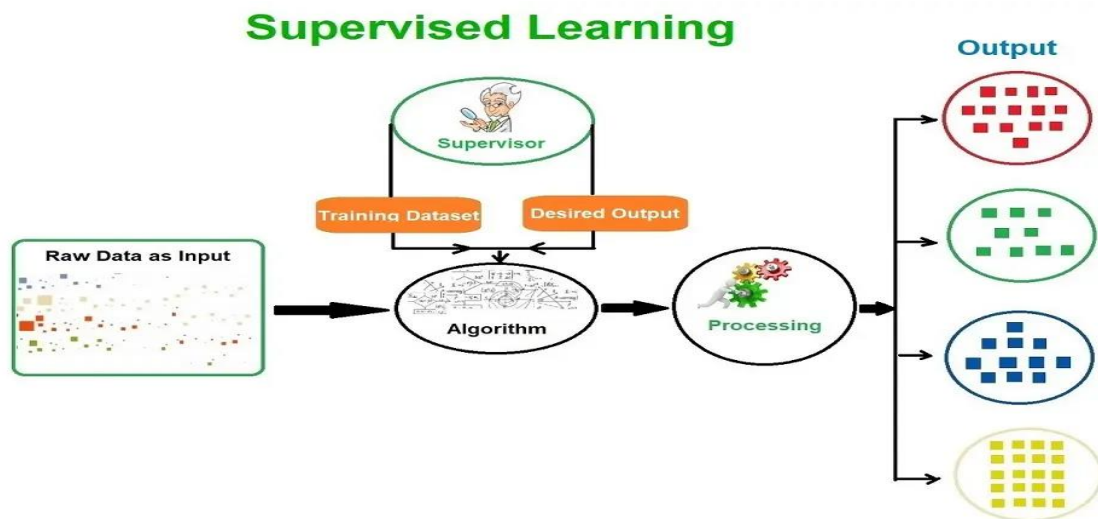 Supervised Learning
Output
Supervisor
Training Dataset
Desired Output
Raw Data as Input
Algorithm
Processing